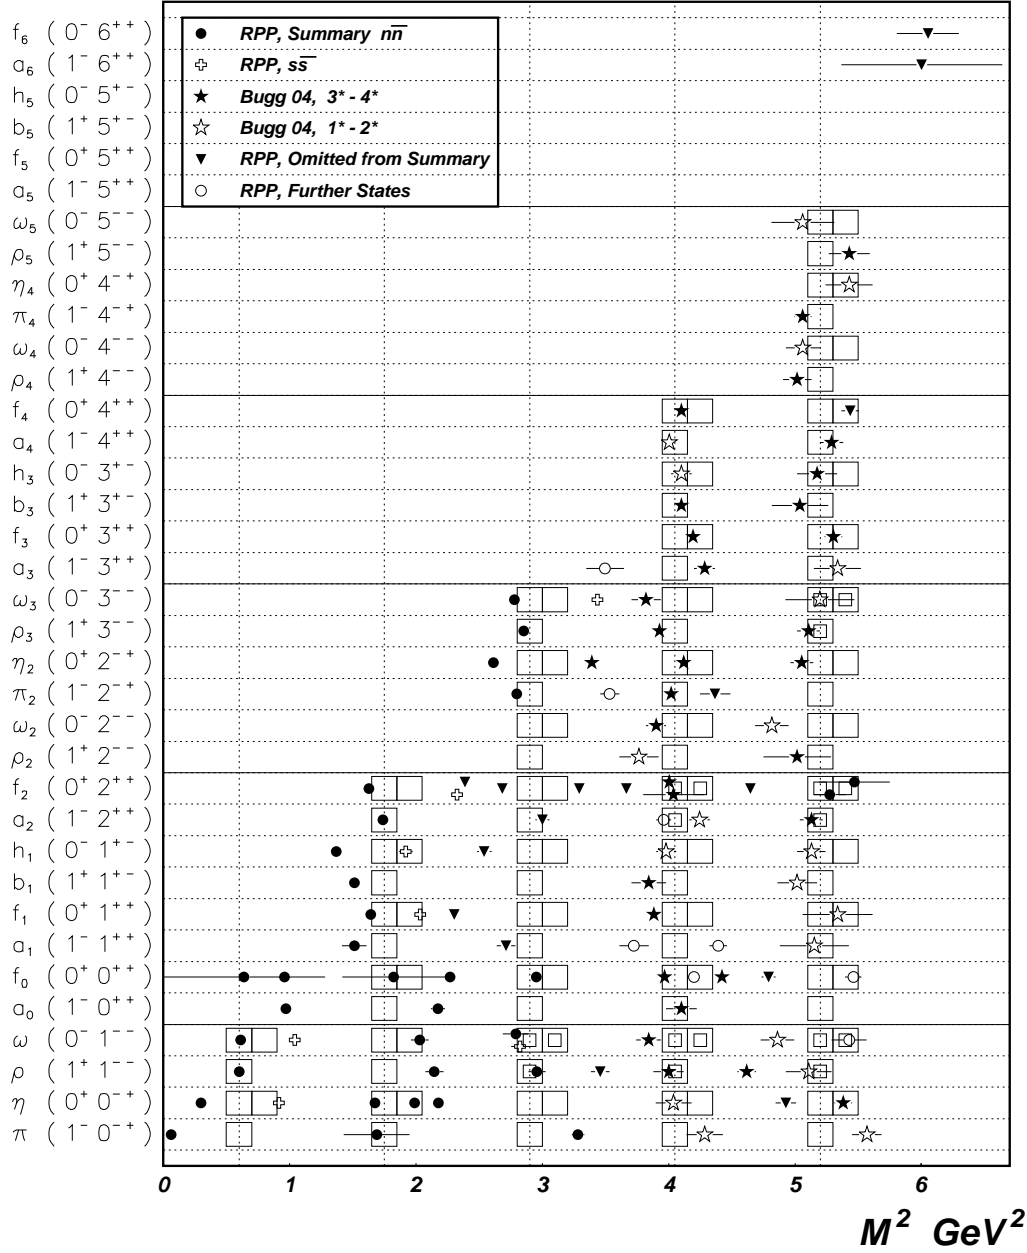 f₆ ( 0⁻ 6⁺⁺ )
a₆ ( 1⁻ 6⁺⁺ )
h₅ ( 0⁻ 5⁺⁻ )
b₅ ( 1⁺ 5⁺⁻ )
f₅ ( 0⁺ 5⁺⁺ )
a₅ ( 1⁻ 5⁺⁺ )
ω₅ ( 0⁻ 5⁻⁻ )
ρ₅ ( 1⁺ 5⁻⁻ )
η₄ ( 0⁺ 4⁻⁺ )
π₄ ( 1⁻ 4⁻⁺ )
ω₄ ( 0⁻ 4⁻⁻ )
ρ₄ ( 1⁺ 4⁻⁻ )
f₄ ( 0⁺ 4⁺⁺ )
a₄ ( 1⁻ 4⁺⁺ )
h₃ ( 0⁻ 3⁺⁻ )
b₃ ( 1⁺ 3⁺⁻ )
f₃ ( 0⁺ 3⁺⁺ )
a₃ ( 1⁻ 3⁺⁺ )
ω₃ ( 0⁻ 3⁻⁻ )
ρ₃ ( 1⁺ 3⁻⁻ )
η₂ ( 0⁺ 2⁻⁺ )
π₂ ( 1⁻ 2⁻⁺ )
ω₂ ( 0⁻ 2⁻⁻ )
ρ₂ ( 1⁺ 2⁻⁻ )
f₂ ( 0⁺ 2⁺⁺ )
a₂ ( 1⁻ 2⁺⁺ )
h₁ ( 0⁻ 1⁺⁻ )
b₁ ( 1⁺ 1⁺⁻ )
f₁ ( 0⁺ 1⁺⁺ )
a₁ ( 1⁻ 1⁺⁺ )
f₀ ( 0⁺ 0⁺⁺ )
a₀ ( 1⁻ 0⁺⁺ )
ω ( 0⁻ 1⁻⁻ )
ρ ( 1⁺ 1⁻⁻ )
η ( 0⁺ 0⁻⁺ )
π ( 1⁻ 0⁻⁺ )
RPP, Summary nn̅
RPP, ss̅
Bugg 04, 3* - 4*
Bugg 04, 1* - 2*
RPP, Omitted from Summary
RPP, Further States
0 1 2 3 4 5 6
M² GeV²